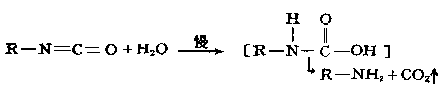 H O
慢
R—N=C=O + H2O ⟶ [R—N—C—OH]
R—NH2 + CO2↑